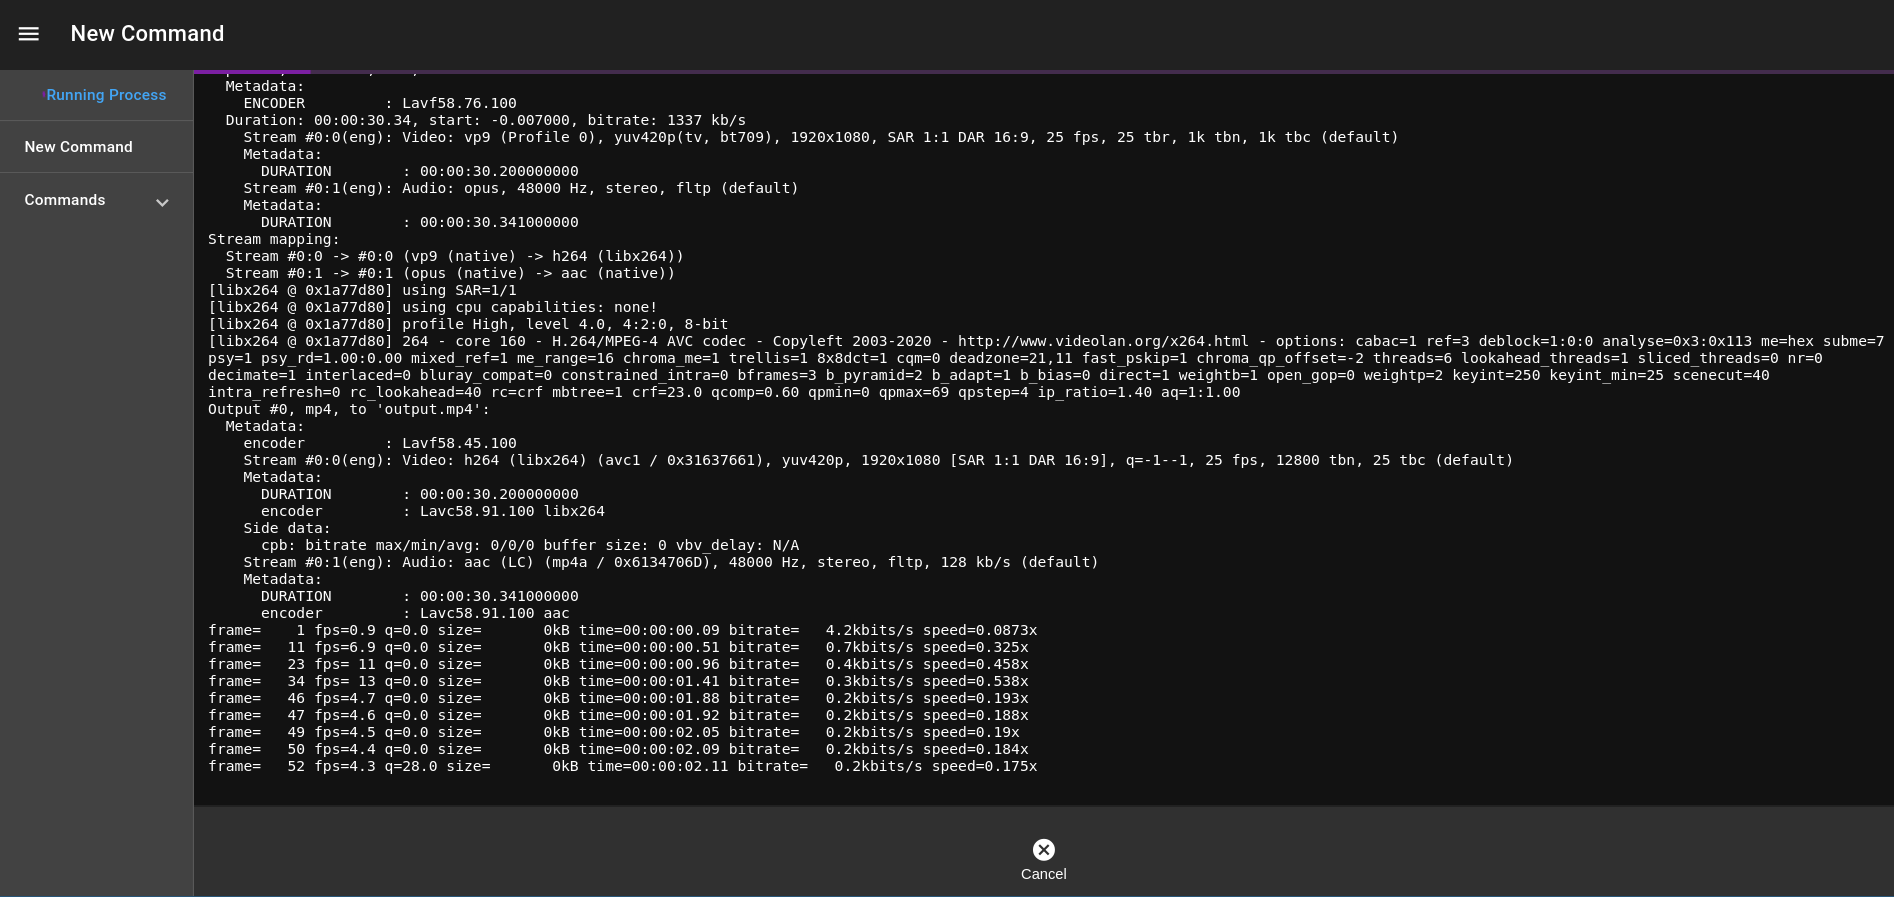 New Command
Running Process
New Command
Commands
Metadata:
ENCODER : Lavf58.76.100
Duration: 00:00:30.34, start: -0.007000, bitrate: 1337 kb/s
Stream #0:0(eng): Video: vp9 (Profile 0), yuv420p(tv, bt709), 1920x1080, SAR 1:1 DAR 16:9, 25 fps, 25 tbr, 1k tbn, 1k tbc (default)
Metadata:
DURATION : 00:00:30.200000000
Stream #0:1(eng): Audio: opus, 48000 Hz, stereo, fltp (default)
Metadata:
DURATION : 00:00:30.341000000
Stream mapping:
Stream #0:0 -> #0:0 (vp9 (native) -> h264 (libx264))
Stream #0:1 -> #0:1 (opus (native) -> aac (native))
[libx264 @ 0x1a77d80] using SAR=1/1
[libx264 @ 0x1a77d80] using cpu capabilities: none!
[libx264 @ 0x1a77d80] profile High, level 4.0, 4:2:0, 8-bit
[libx264 @ 0x1a77d80] 264 - core 160 - H.264/MPEG-4 AVC codec - Copyleft 2003-2020 - http://www.videolan.org/x264.html - options: cabac=1 ref=3 deblock=1:0:0 analyse=0x3:0x113 me=hex subme=7
psy=1 psy_rd=1.00:0.00 mixed_ref=1 me_range=16 chroma_me=1 trellis=1 8x8dct=1 cqm=0 deadzone=21,11 fast_pskip=1 chroma_qp_offset=-2 threads=6 lookahead_threads=1 sliced_threads=0 nr=0
decimate=1 interlaced=0 bluray_compat=0 constrained_intra=0 bframes=3 b_pyramid=2 b_adapt=1 b_bias=0 direct=1 weightb=1 open_gop=0 weightp=2 keyint=250 keyint_min=25 scenecut=40
intra_refresh=0 rc_lookahead=40 rc=crf mbtree=1 crf=23.0 qcomp=0.60 qpmin=0 qpmax=69 qpstep=4 ip_ratio=1.40 aq=1:1.00
Output #0, mp4, to 'output.mp4':
Metadata:
encoder : Lavf58.45.100
Stream #0:0(eng): Video: h264 (libx264) (avc1 / 0x31637661), yuv420p, 1920x1080 [SAR 1:1 DAR 16:9], q=-1--1, 25 fps, 12800 tbn, 25 tbc (default)
Metadata:
DURATION : 00:00:30.200000000
encoder : Lavc58.91.100 libx264
Side data:
cpb: bitrate max/min/avg: 0/0/0 buffer size: 0 vbv_delay: N/A
Stream #0:1(eng): Audio: aac (LC) (mp4a / 0x6134706D), 48000 Hz, stereo, fltp, 128 kb/s (default)
Metadata:
DURATION : 00:00:30.341000000
encoder : Lavc58.91.100 aac
frame= 1 fps=0.9 q=0.0 size= 0kB time=00:00:00.09 bitrate= 4.2kbits/s speed=0.0873x
frame= 11 fps=6.9 q=0.0 size= 0kB time=00:00:00.51 bitrate= 0.7kbits/s speed=0.325x
frame= 23 fps= 11 q=0.0 size= 0kB time=00:00:00.96 bitrate= 0.4kbits/s speed=0.458x
frame= 34 fps= 13 q=0.0 size= 0kB time=00:00:01.41 bitrate= 0.3kbits/s speed=0.538x
frame= 46 fps=4.7 q=0.0 size= 0kB time=00:00:01.88 bitrate= 0.2kbits/s speed=0.193x
frame= 47 fps=4.6 q=0.0 size= 0kB time=00:00:01.92 bitrate= 0.2kbits/s speed=0.188x
frame= 49 fps=4.5 q=0.0 size= 0kB time=00:00:02.05 bitrate= 0.2kbits/s speed=0.19x
frame= 50 fps=4.4 q=0.0 size= 0kB time=00:00:02.09 bitrate= 0.2kbits/s speed=0.184x
frame= 52 fps=4.3 q=28.0 size= 0kB time=00:00:02.11 bitrate= 0.2kbits/s speed=0.175x
Cancel